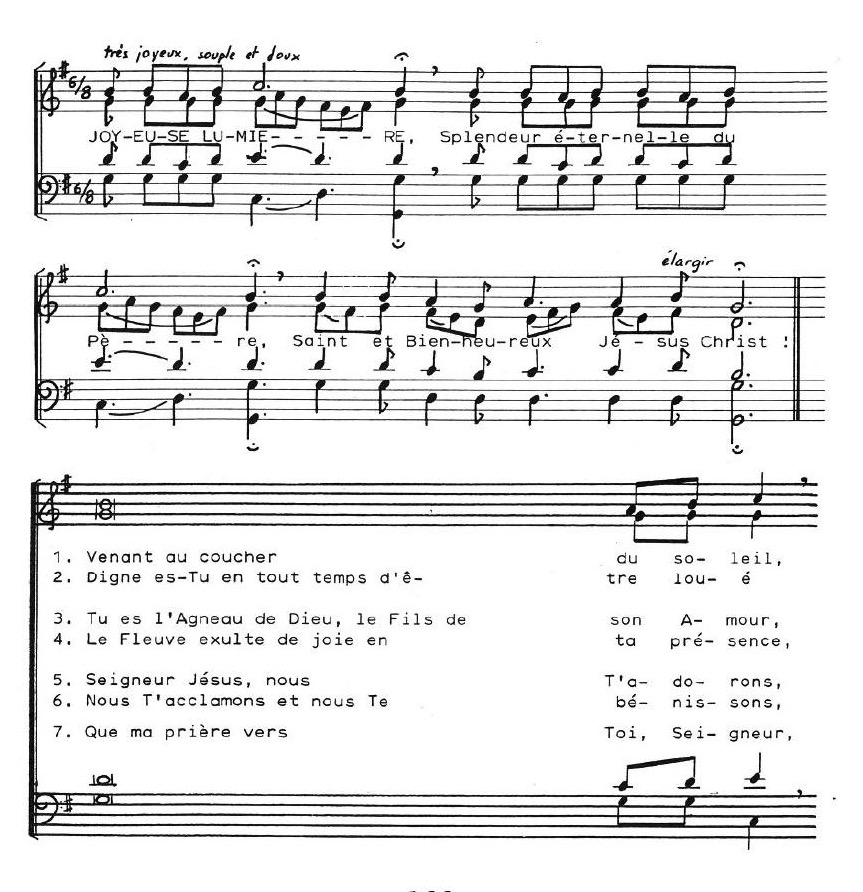 très joyeux, souple et doux
6/8
JOY-EU-SE LU-MIE- - - - - -RE, Splendeur é-ter-nel-le du
6/8
élargir
Pè - - - - - re, Saint et Bien-heu-reux Jé - sus Christ !
1. Venant au coucher du so- leil,
2. Digne es-Tu en tout temps d'ê- tre lou- é
3. Tu es l'Agneau de Dieu, le Fils de son A- mour,
4. Le Fleuve exulte de joie en ta pré- sence,
5. Seigneur Jésus, nous T'a- do- rons,
6. Nous T'acclamons et nous Te bé- nis- sons,
7. Que ma prière vers Toi, Sei- gneur,